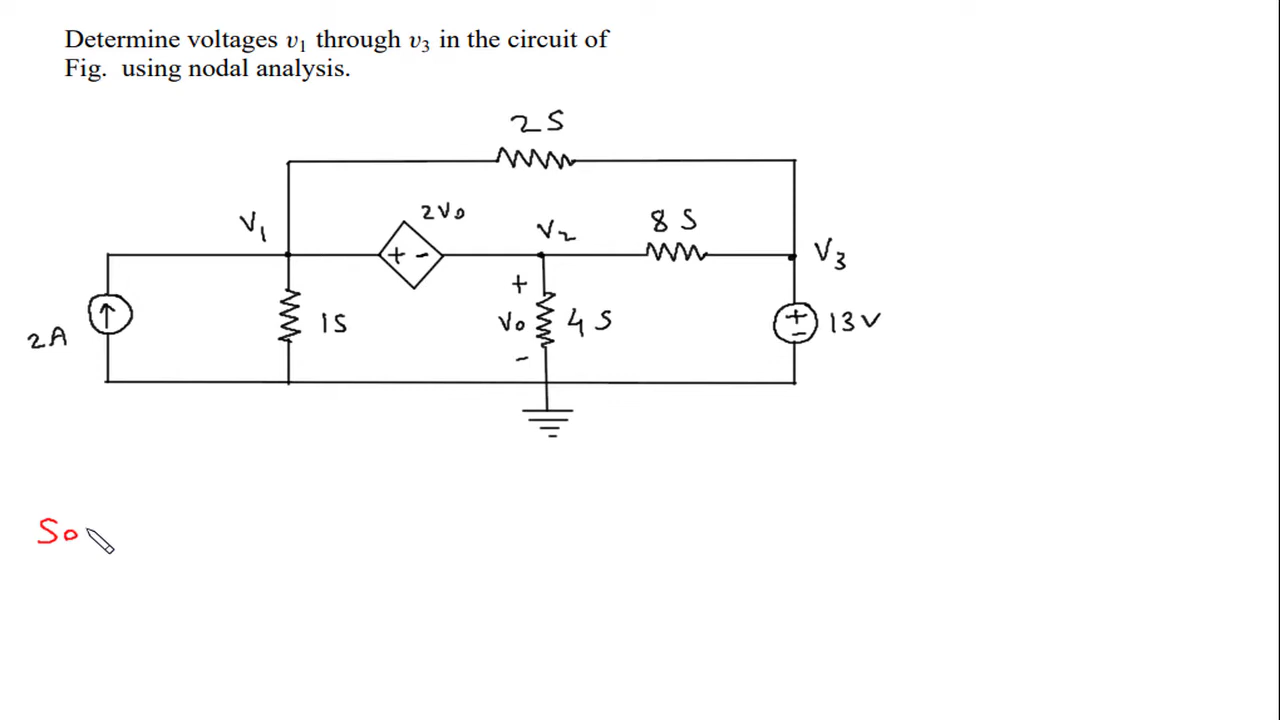 Determine voltages v₁ through v₃ in the circuit of
Fig. using nodal analysis.
2S
2V₀
V₁
V₂
8 S
V₃
+ -
+
2A
1S
V₀
4 S
+
-
13V
-
So